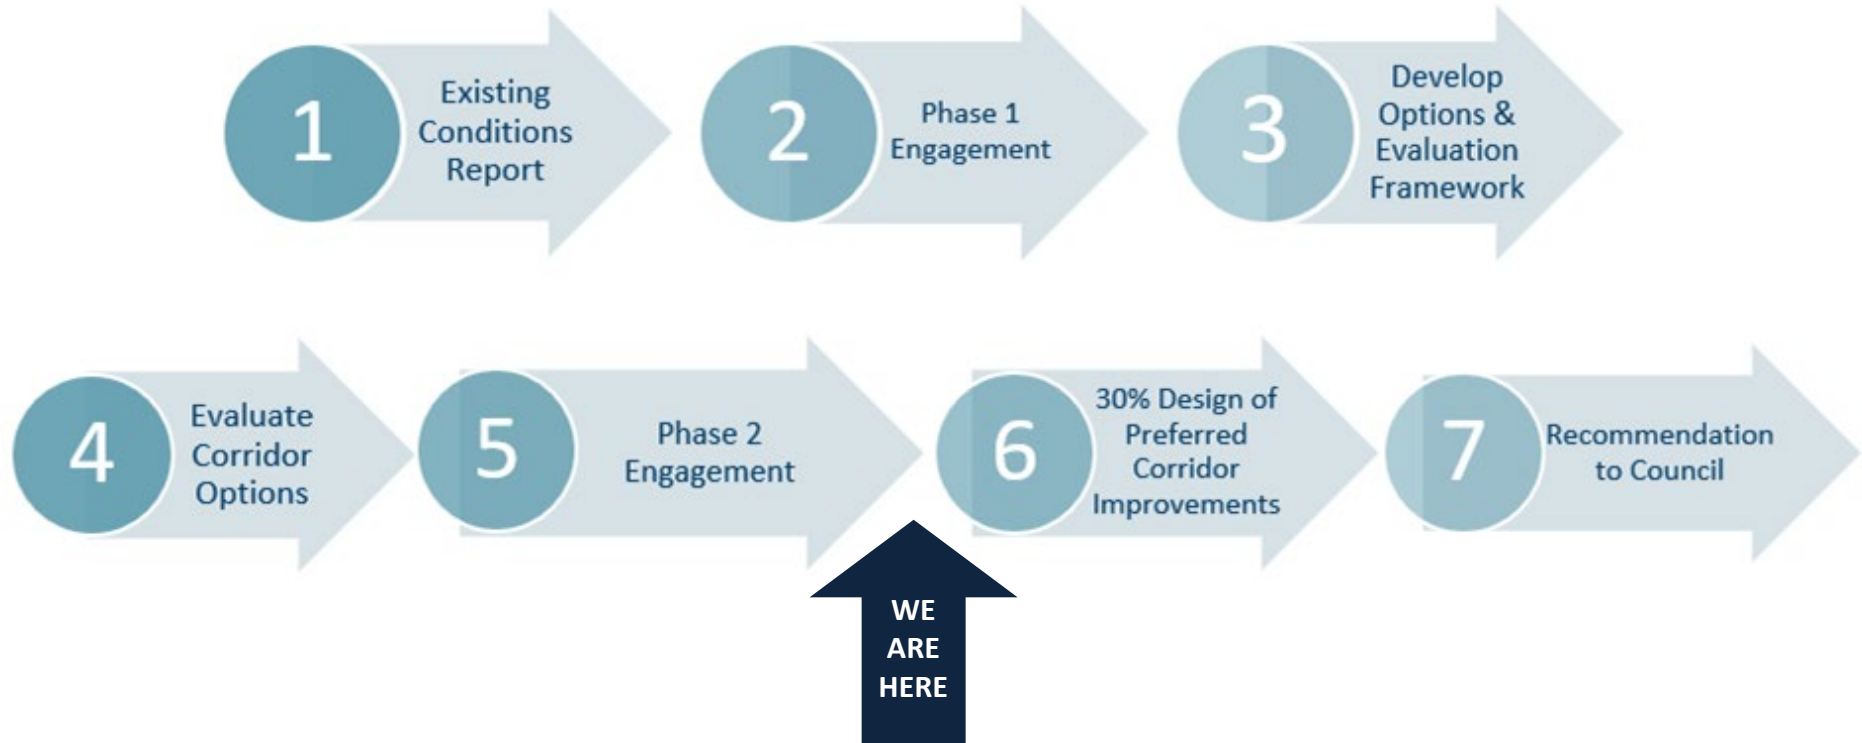 1
Existing
Conditions
Report
2
Phase 1
Engagement
3
Develop
Options &
Evaluation
Framework
4
Evaluate
Corridor
Options
5
Phase 2
Engagement
6
30% Design of
Preferred
Corridor
Improvements
7
Recommendation
to Council
WE
ARE
HERE